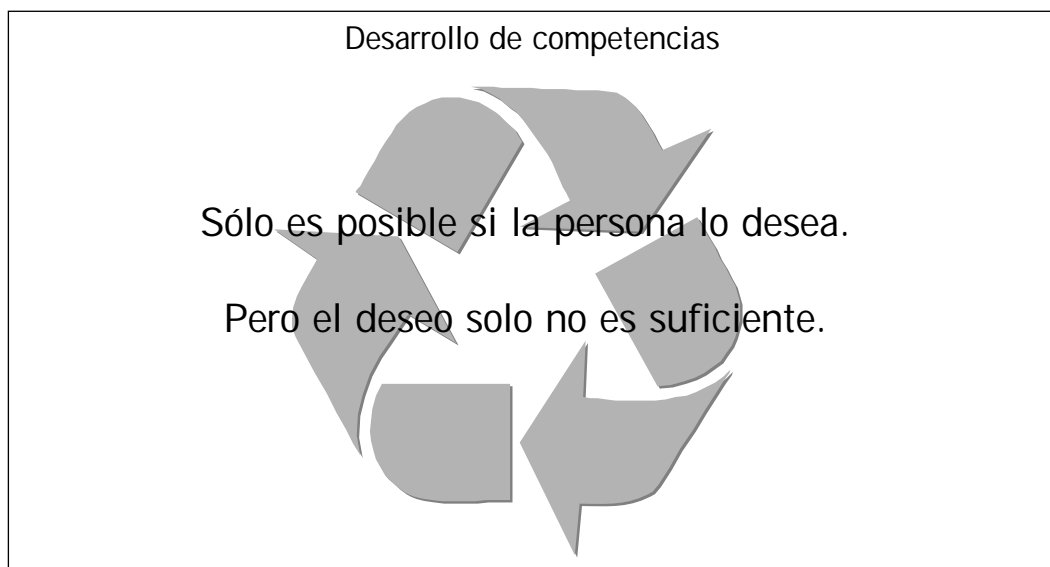 Desarrollo de competencias
Sólo es posible si la persona lo desea.
Pero el deseo solo no es suficiente.